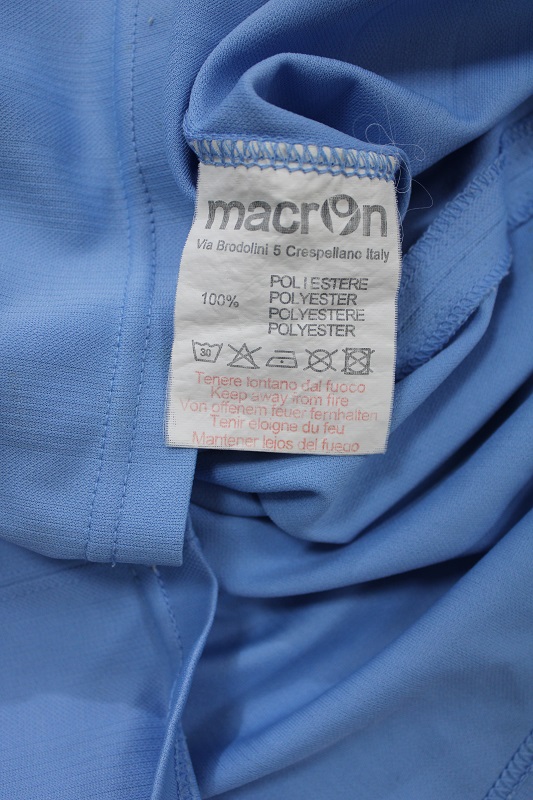 macron
Via Brodolini 5 Crespellano Italy
POLIESTERE
100% POLYESTER
POLYESTERE
POLYESTER
30
Tenere lontano dal fuoco
Keep away from fire
Von offenem feuer fernhalten
Tenir éloigne du feu
Mantener lejos del fuego